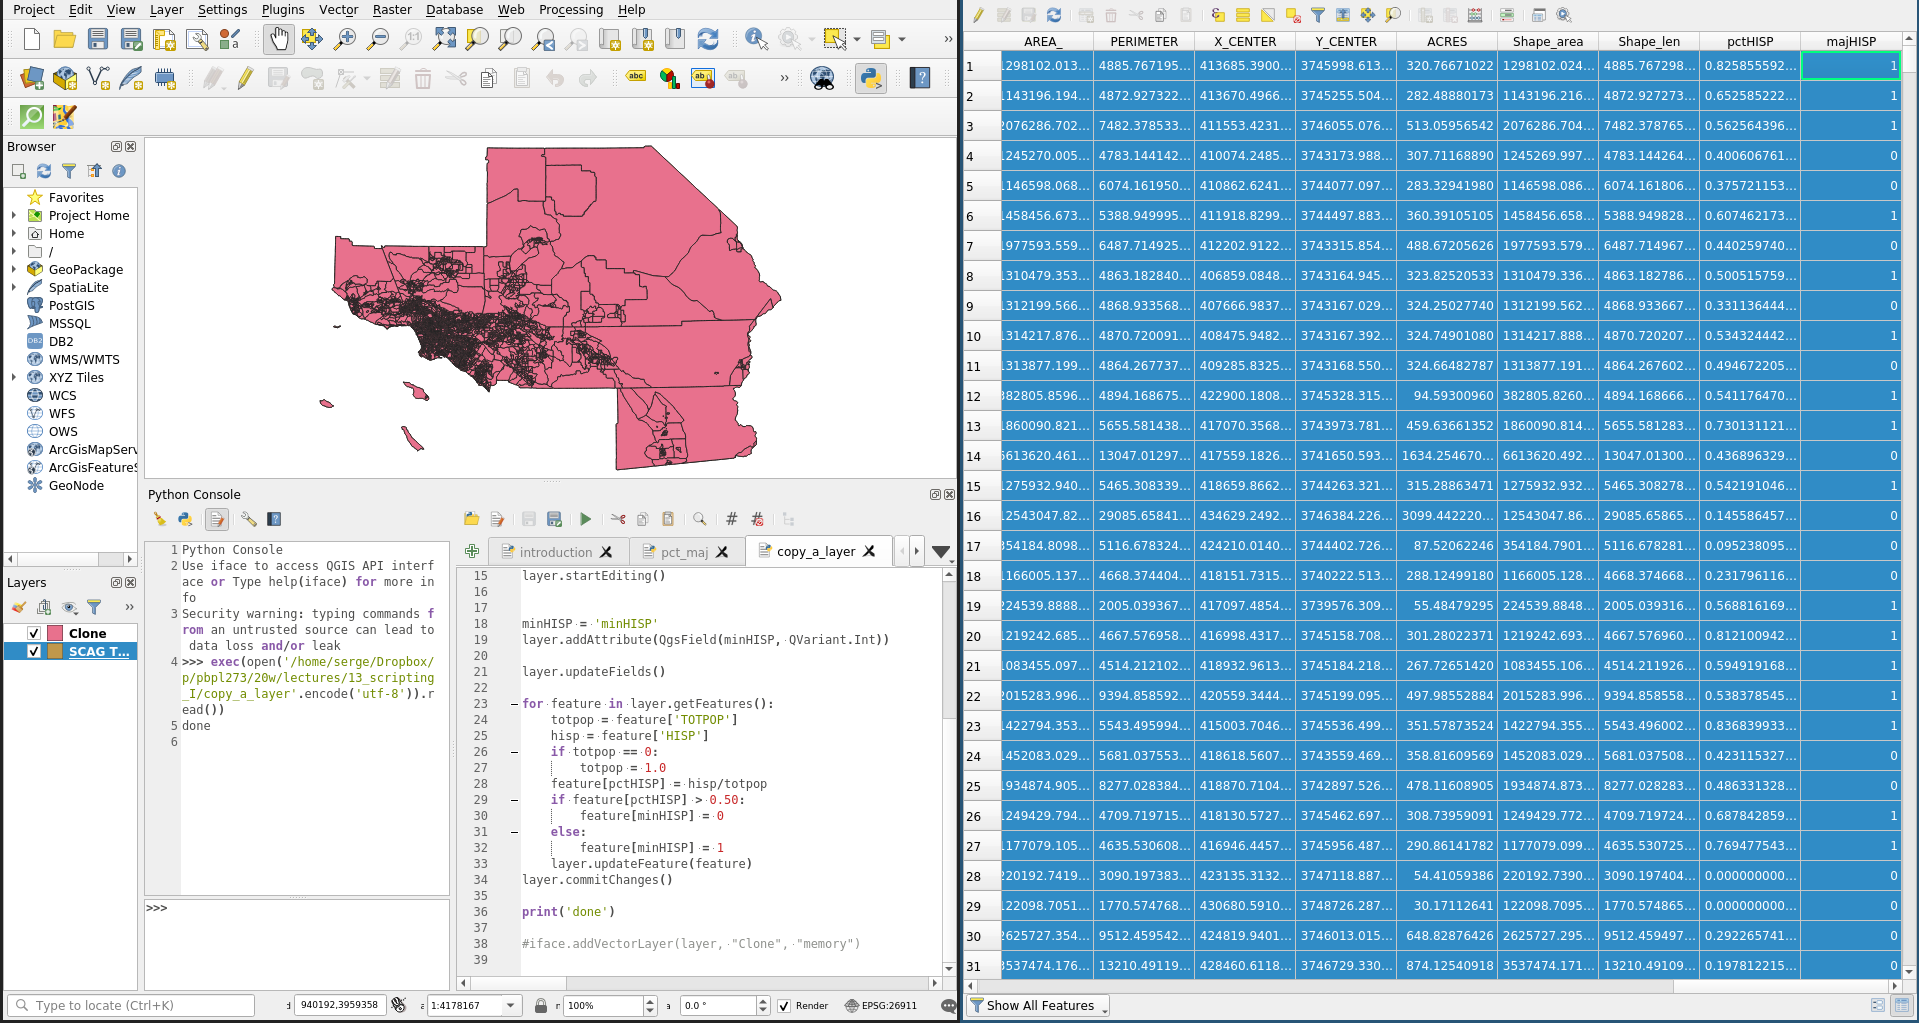 Project Edit View Layer Settings Plugins Vector Raster Database Web Processing Help
Browser
Favorites
Project Home
Home
/
GeoPackage
SpatiaLite
PostGIS
MSSQL
DB2
WMS/WMTS
XYZ Tiles
WCS
WFS
OWS
ArcGisMapServ
ArcGisFeatureS
GeoNode
Layers
Clone
SCAG T...
Python Console
1 Python Console
2 Use iface to access QGIS API interf
ace or Type help(iface) for more in
fo
3 Security warning: typing commands f
rom an untrusted source can lead to
data loss and/or leak
4 >>> exec(open('/home/serge/Dropbox/
p/pbpl273/20w/lectures/13_scripting
_I/copy_a_layer'.encode('utf-8')).r
ead())
5 done
6
>>>
introduction pct_maj copy_a_layer
15 layer.startEditing()
16
17
18 minHISP = 'minHISP'
19 layer.addAttribute(QgsField(minHISP, QVariant.Int))
20
21 layer.updateFields()
22
23 for feature in layer.getFeatures():
24 totpop = feature['TOTPOP']
25 hisp = feature['HISP']
26 if totpop == 0:
27 totpop = 1.0
28 feature[pctHISP] = hisp/totpop
29 if feature[pctHISP] > 0.50:
30 feature[minHISP] = 0
31 else:
32 feature[minHISP] = 1
33 layer.updateFeature(feature)
34 layer.commitChanges()
35
36 print('done')
37
38 #iface.addVectorLayer(layer, "Clone", "memory")
39
Type to locate (Ctrl+K) 940192,3959358 1:4178167 100% 0.0 ° Render EPSG:26911
AREA_ PERIMETER X_CENTER Y_CENTER ACRES Shape_area Shape_len pctHISP majHISP
1 1298102.013... 4885.767195... 413685.3900... 3745998.613... 320.76671022 1298102.024... 4885.767298... 0.825855592... 1
2 1143196.194... 4872.927322... 413670.4966... 3745255.504... 282.48880173 1143196.216... 4872.927273... 0.652585222... 1
3 2076286.702... 7482.378533... 411553.4231... 3746055.076... 513.05956542 2076286.704... 7482.378765... 0.562564396... 1
4 1245270.005... 4783.144142... 410074.2485... 3743173.988... 307.71168890 1245269.997... 4783.144264... 0.400606761... 0
5 1146598.068... 6074.161950... 410862.6241... 3744077.097... 283.32941980 1146598.086... 6074.161806... 0.375721153... 0
6 1458456.673... 5388.949995... 411918.8299... 3744497.883... 360.39105105 1458456.658... 5388.949828... 0.607462173... 1
7 1977593.559... 6487.714925... 412202.9122... 3743315.854... 488.67205626 1977593.579... 6487.714967... 0.440259740... 0
8 1310479.353... 4863.182840... 406859.0848... 3743164.945... 323.82520533 1310479.336... 4863.182786... 0.500515759... 1
9 1312199.566... 4868.933568... 407666.9837... 3743167.029... 324.25027740 1312199.562... 4868.933667... 0.331136444... 0
10 1314217.876... 4870.720091... 408475.9482... 3743167.392... 324.74901080 1314217.888... 4870.720207... 0.534324442... 1
11 1313877.199... 4864.267737... 409285.8325... 3743168.550... 324.66482787 1313877.191... 4864.267602... 0.494672205... 0
12 382805.8596... 4894.168675... 422900.1808... 3745328.315... 94.59300960 382805.8260... 4894.168666... 0.541176470... 1
13 1860090.821... 5655.581438... 417070.3568... 3743973.781... 459.63661352 1860090.814... 5655.581283... 0.730131121... 1
14 6613620.461... 13047.01297... 417559.1826... 3741650.593... 1634.254670... 6613620.492... 13047.01300... 0.436896329... 0
15 1275932.940... 5465.308339... 418659.8662... 3744263.321... 315.28863471 1275932.932... 5465.308278... 0.542191046... 1
16 12543047.82... 29085.65841... 434629.2492... 3746384.226... 3099.442220... 12543047.86... 29085.65865... 0.145586457... 0
17 354184.8098... 5116.678324... 424210.0140... 3744402.726... 87.52062246 354184.7901... 5116.678281... 0.095238095... 0
18 1166005.137... 4668.374404... 418151.7315... 3740222.513... 288.12499180 1166005.128... 4668.374668... 0.231796116... 0
19 224539.8888... 2005.039367... 417097.4854... 3739576.309... 55.48479295 224539.8848... 2005.039316... 0.568816169... 1
20 1219242.685... 4667.576958... 416998.4317... 3745158.708... 301.28022371 1219242.693... 4667.576960... 0.812100942... 1
21 1083455.097... 4514.212102... 418932.9613... 3745184.218... 267.72651420 1083455.106... 4514.211926... 0.594919168... 1
22 2015283.996... 9394.858592... 420559.3444... 3745199.095... 497.98552884 2015283.994... 9394.858558... 0.538378545... 1
23 1422794.353... 5543.495994... 415003.7046... 3745536.499... 351.57873524 1422794.355... 5543.496002... 0.836839933... 1
24 1452083.029... 5681.037553... 418618.5607... 3743559.469... 358.81609569 1452083.029... 5681.037508... 0.423115327... 0
25 1934874.905... 8277.028384... 418870.7104... 3742897.526... 478.11608905 1934874.873... 8277.028283... 0.486331328... 0
26 1249429.794... 4709.719715... 418130.5727... 3745462.697... 308.73959091 1249429.772... 4709.719724... 0.687842859... 1
27 1177079.105... 4635.530608... 416946.4457... 3745956.487... 290.86141782 1177079.099... 4635.530725... 0.769477543... 1
28 220192.7419... 3090.197383... 423135.3132... 3747118.887... 54.41059386 220192.7390... 3090.197404... 0.000000000... 0
29 122098.7051... 1770.574768... 430680.5910... 3748726.287... 30.17112641 122098.7095... 1770.574865... 0.000000000... 0
30 2625727.354... 9512.459542... 424819.9401... 3746013.015... 648.82876426 2625727.295... 9512.459497... 0.292265741... 0
31 3537474.176... 13210.49119... 428460.6118... 3746729.330... 874.12540918 3537474.171... 13210.49109... 0.197812215... 0
Show All Features